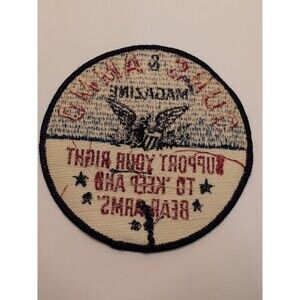 GUNS & AMMO
MAGAZINE
SUPPORT YOUR RIGHT
TO "KEEP AND
BEAR ARMS"